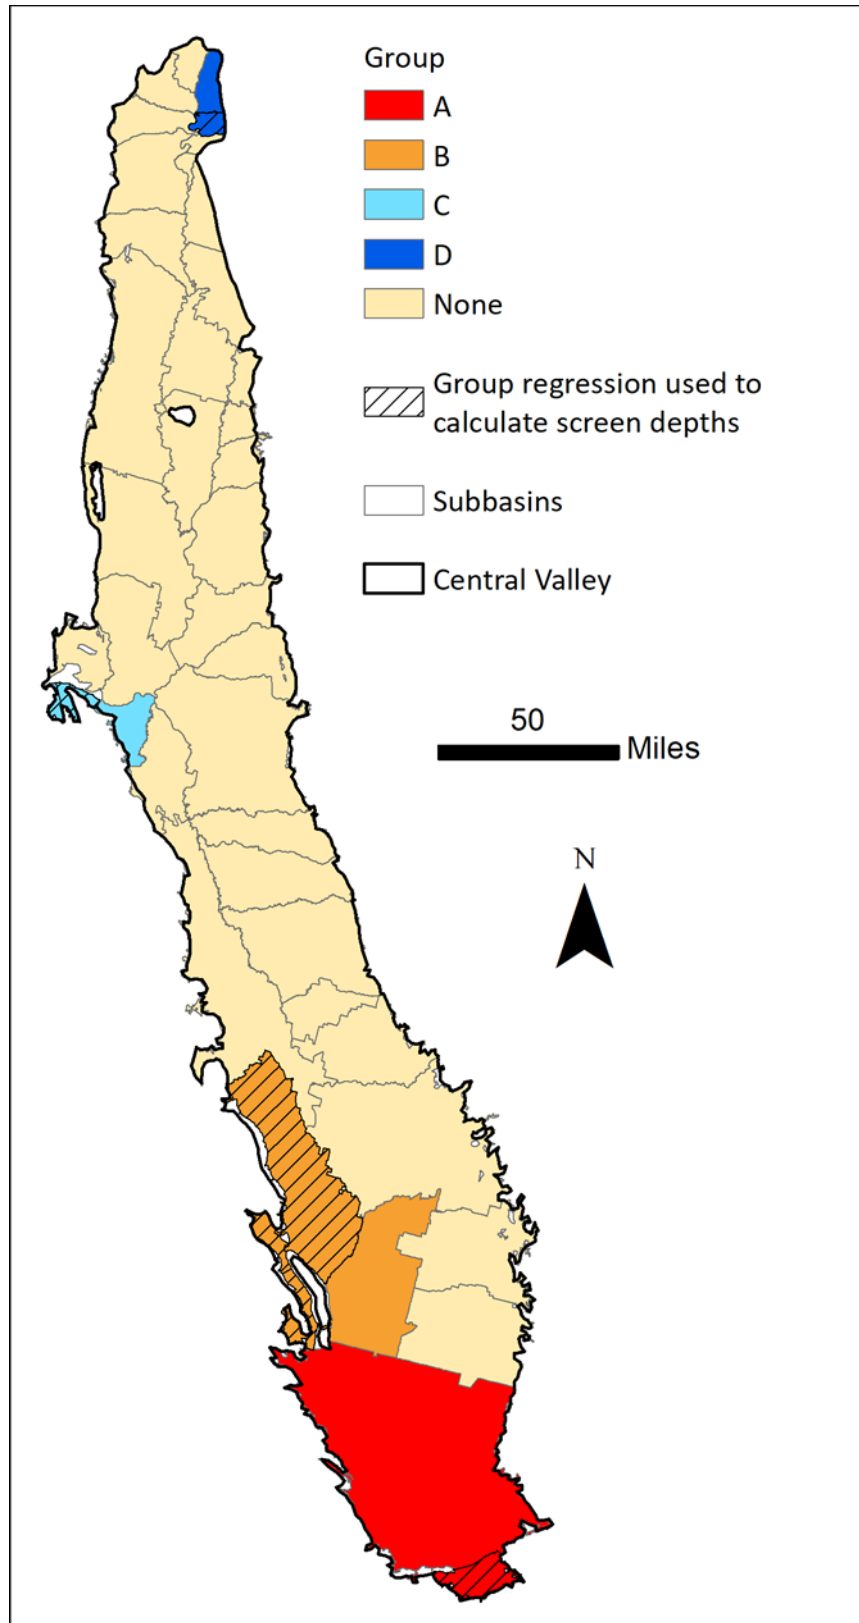 Group
A
B
C
D
None
Group regression used to
calculate screen depths
Subbasins
Central Valley
50
Miles
N